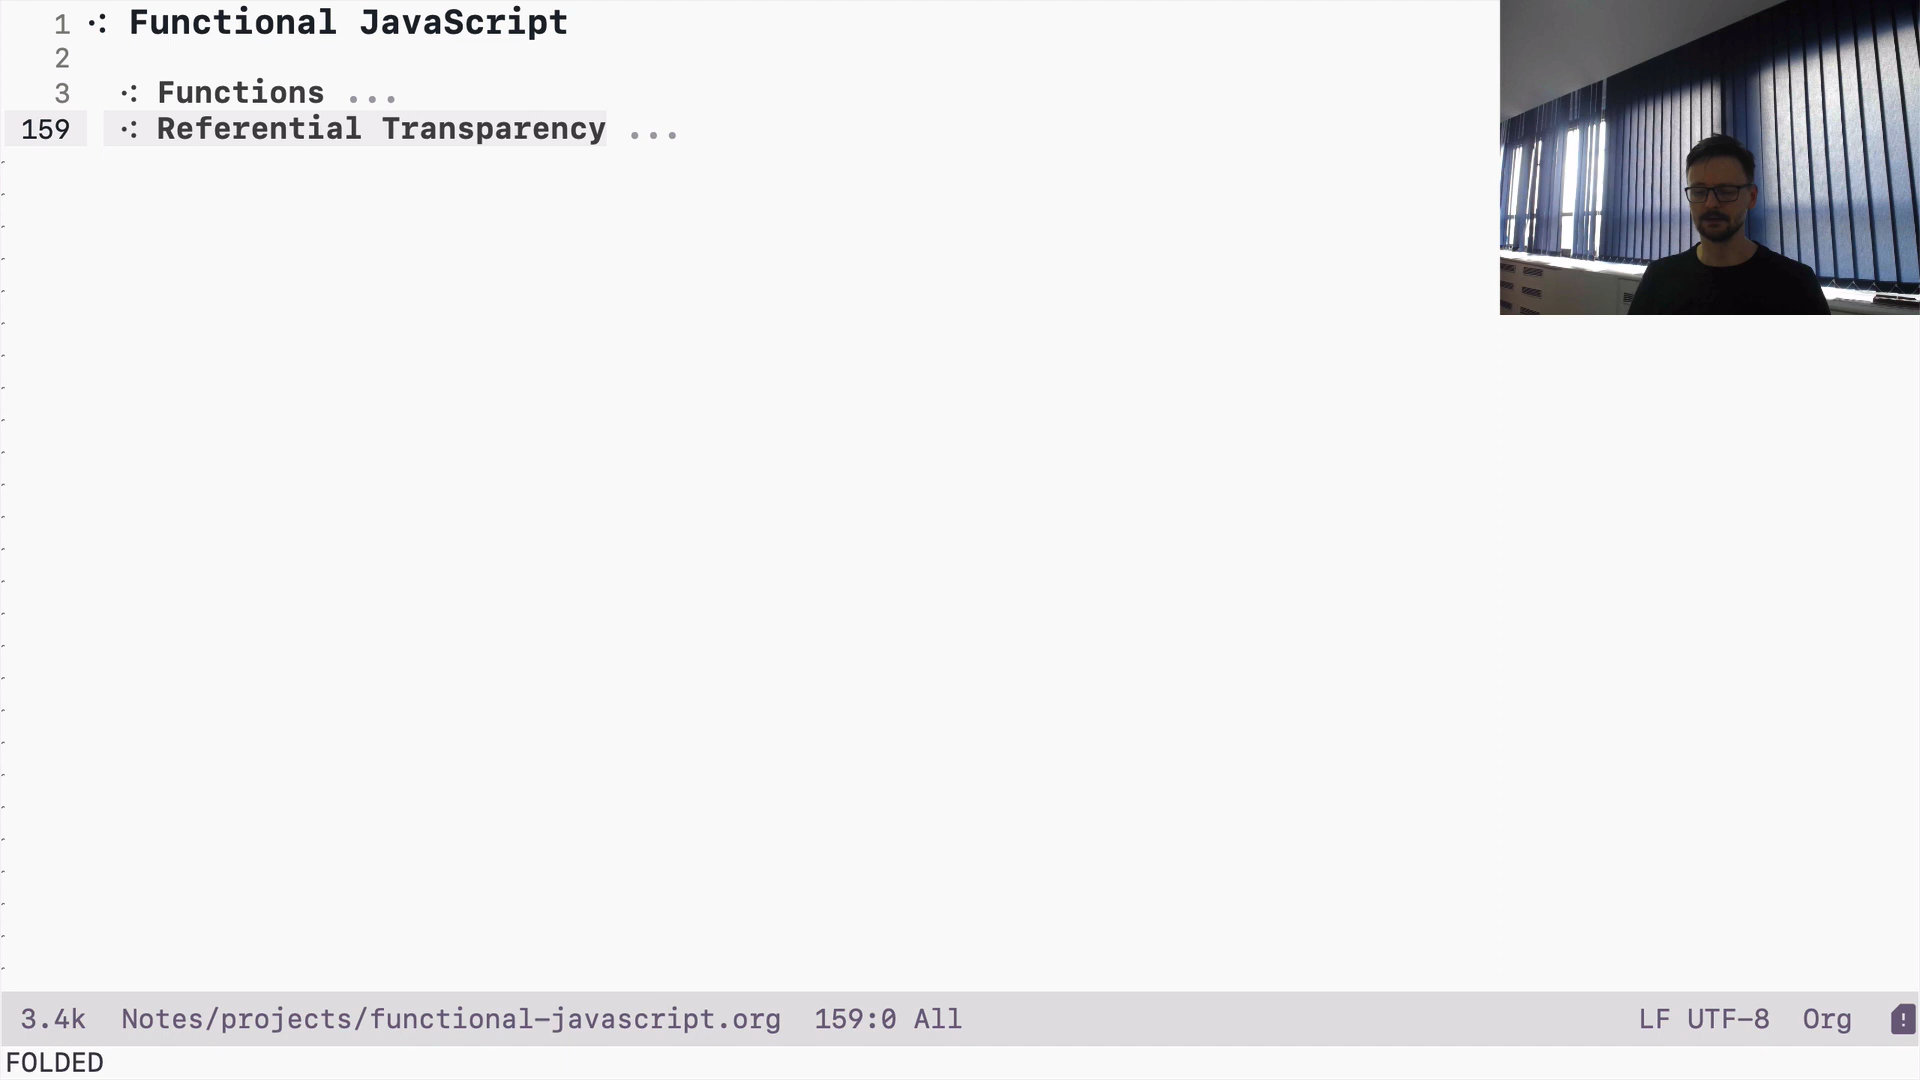 1 Functional JavaScript
2
3 Functions ...
159 Referential Transparency ...
3.4k Notes/projects/functional-javascript.org 159:0 All LF UTF-8 Org !
FOLDED